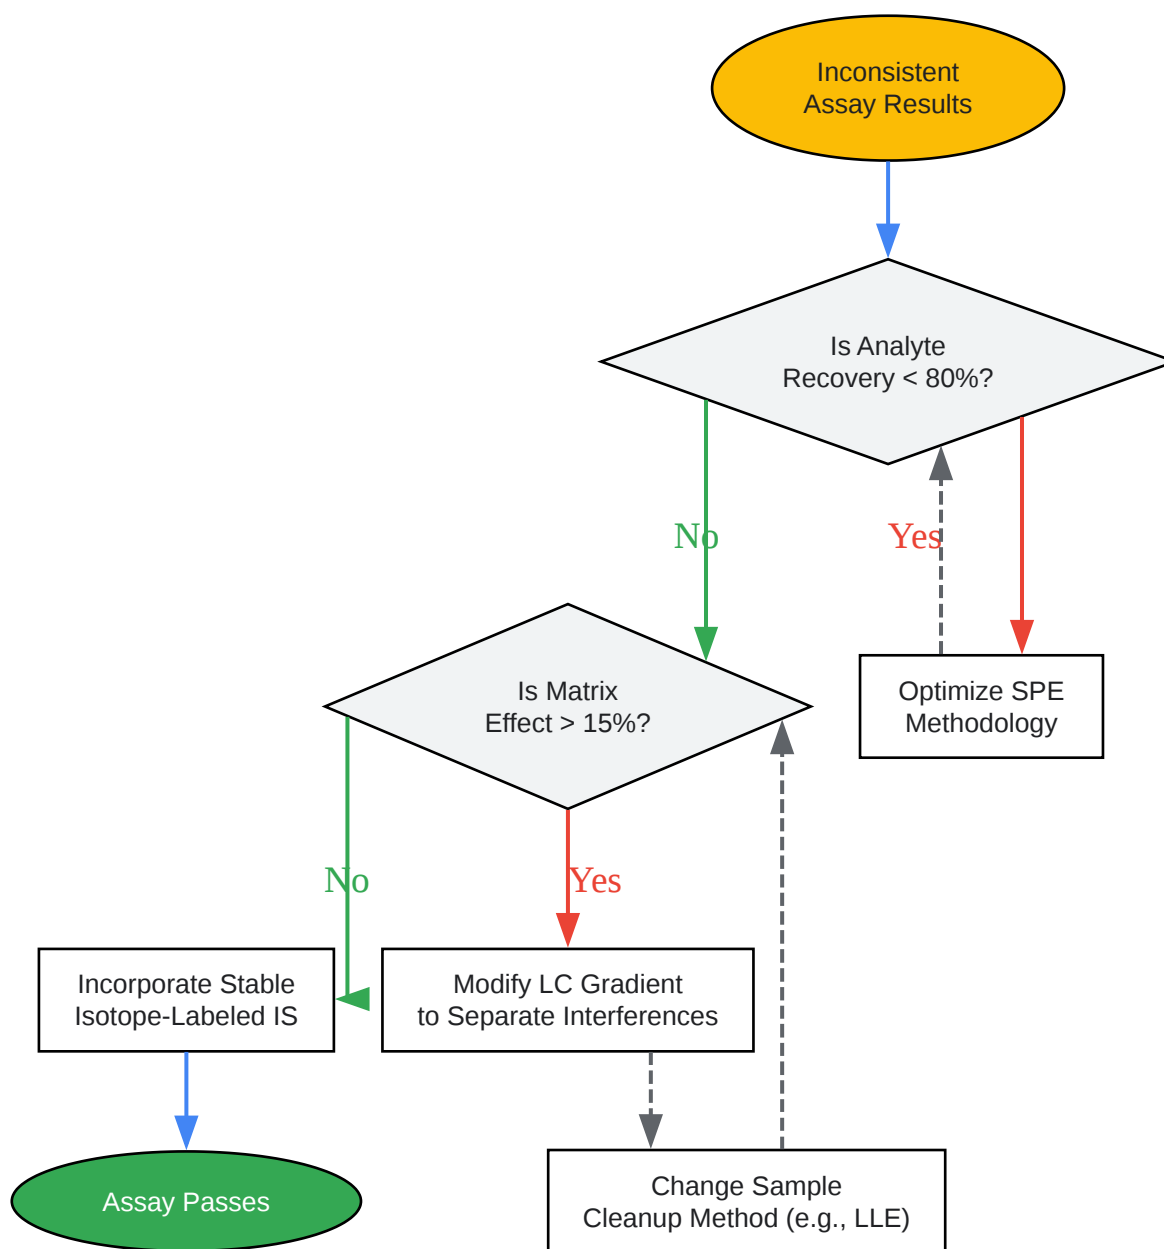 Inconsistent
Assay Results
Is Analyte
Recovery < 80%?
No
Yes
Is Matrix
Effect > 15%?
Optimize SPE
Methodology
No
Yes
Incorporate Stable
Isotope-Labeled IS
Modify LC Gradient
to Separate Interferences
Assay Passes
Change Sample
Cleanup Method (e.g., LLE)